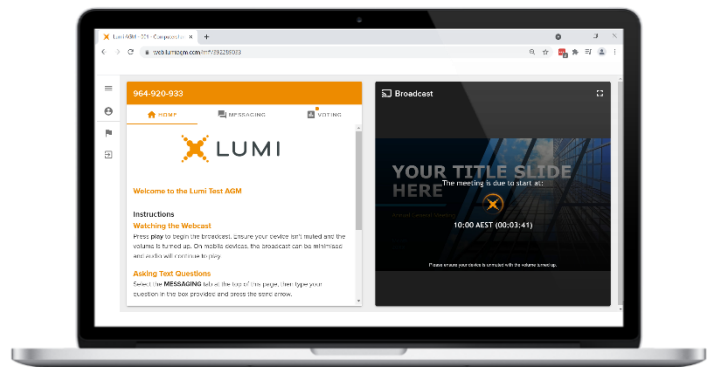 964-920-933
HOME
MESSAGING
VOTING
LUMI
Welcome to the Lumi Test AGM
Instructions
Watching the Webcast
Press play to begin the broadcast. Ensure your device isn't muted and the
volume is turned up. On mobile devices, the broadcast can be minimised
and audio will continue to play.
Asking Text Questions
Select the MESSAGING tab at the top of this page, then type your
question in the box provided and press the send arrow.
Broadcast
YOUR TITLE SLIDE
HERE
The meeting is due to start at:
10:00 AEST (00:03:41)
Please ensure your device is unmuted with the volume turned up.